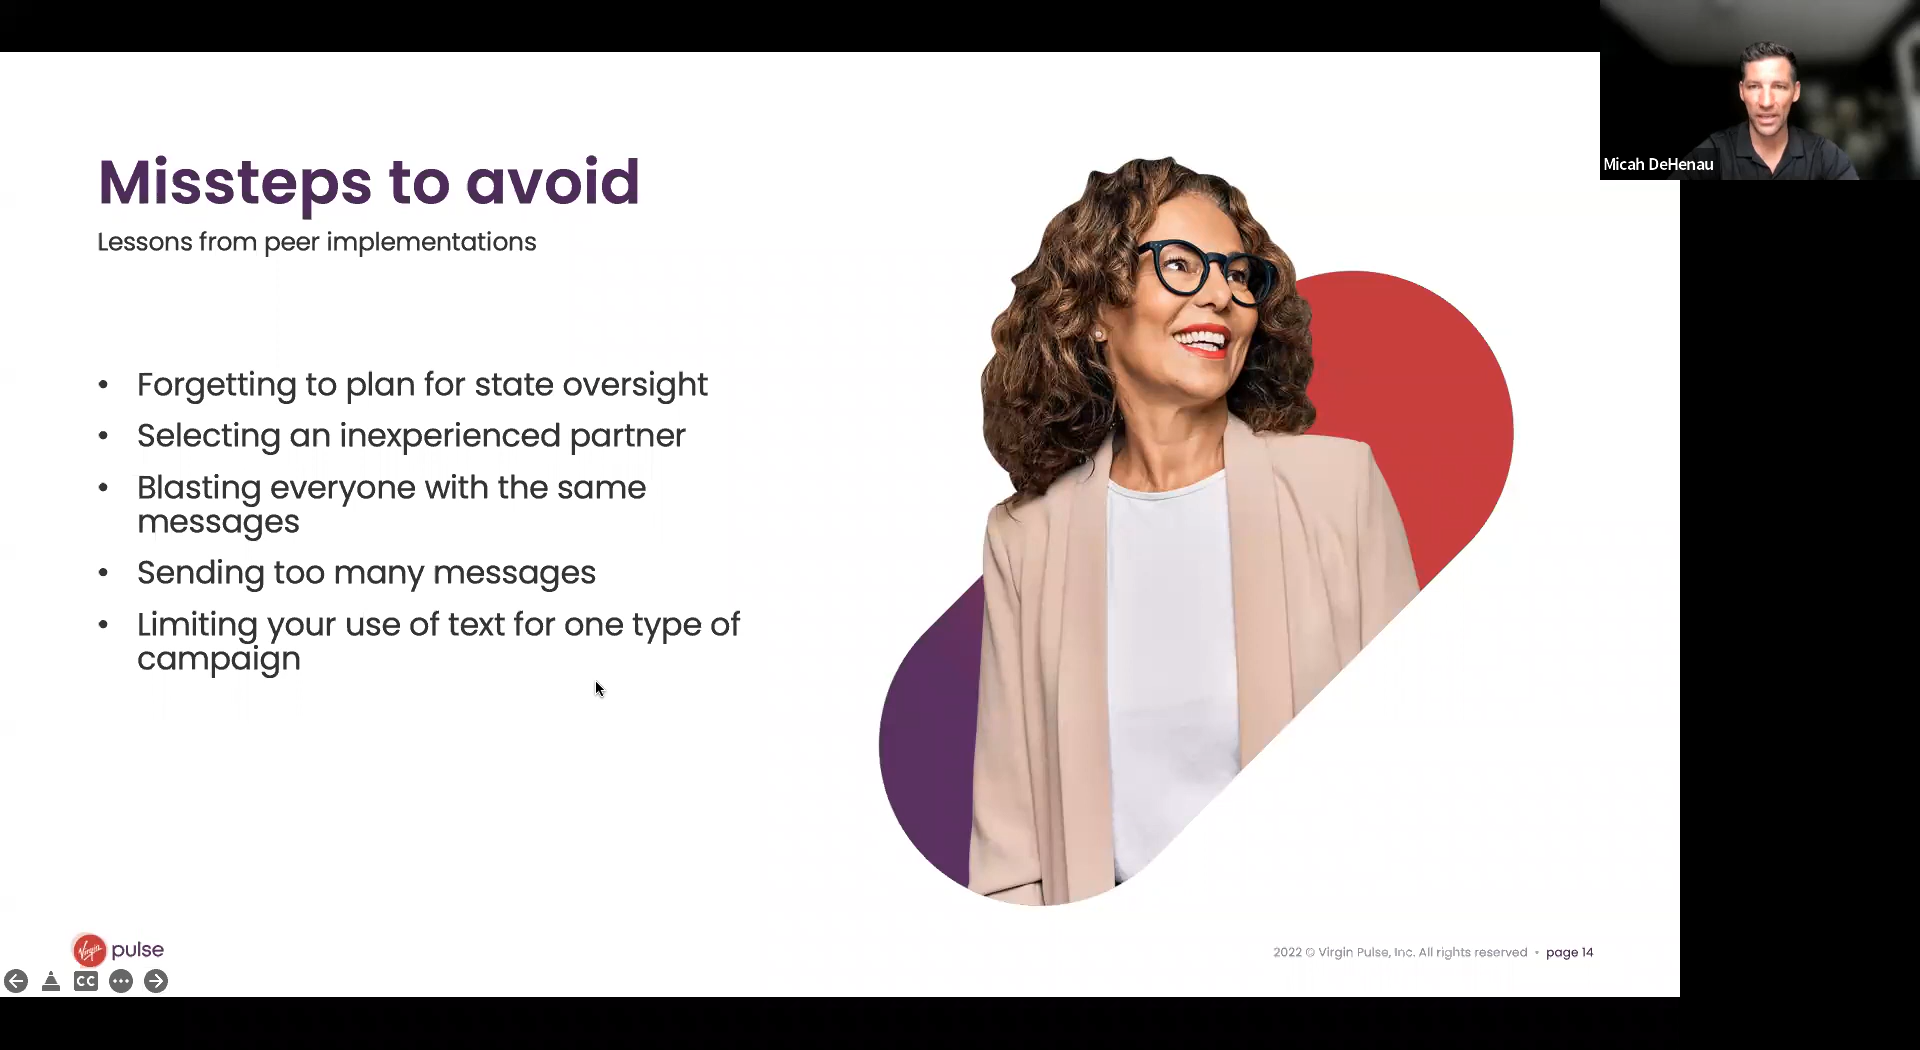 Micah DeHenau
Missteps to avoid
Lessons from peer implementations
• Forgetting to plan for state oversight
• Selecting an inexperienced partner
• Blasting everyone with the same
messages
• Sending too many messages
• Limiting your use of text for one type of
campaign
Virgin pulse
CC
2022 © Virgin Pulse, Inc. All rights reserved • page 14